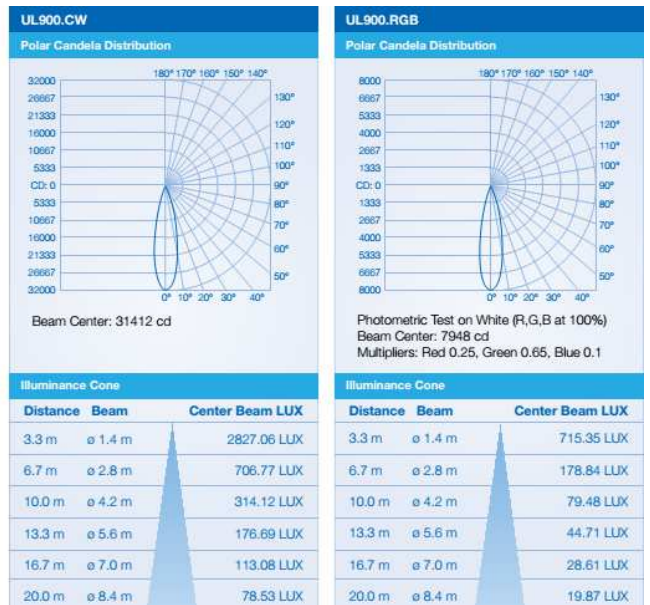 UL900.CW
Polar Candela Distribution
180° 170° 160° 150° 140°
32000
26667
21333
16000
10667
5333
CD: 0
5333
10667
16000
21333
26667
32000
130°
120°
110°
100°
90°
80°
70°
60°
50°
0° 10° 20° 30° 40°
Beam Center: 31412 cd
Illuminance Cone
Distance Beam Center Beam LUX
3.3 m ø 1.4 m 2827.06 LUX
6.7 m ø 2.8 m 706.77 LUX
10.0 m ø 4.2 m 314.12 LUX
13.3 m ø 5.6 m 176.69 LUX
16.7 m ø 7.0 m 113.08 LUX
20.0 m ø 8.4 m 78.53 LUX
UL900.RGB
Polar Candela Distribution
180° 170° 160° 150° 140°
8000
6667
5333
4000
2667
1333
CD: 0
1333
2667
4000
5333
6667
8000
130°
120°
110°
100°
90°
80°
70°
60°
50°
0° 10° 20° 30° 40°
Photometric Test on White (R,G,B at 100%)
Beam Center: 7948 cd
Multipliers: Red 0.25, Green 0.65, Blue 0.1
Illuminance Cone
Distance Beam Center Beam LUX
3.3 m ø 1.4 m 715.35 LUX
6.7 m ø 2.8 m 178.84 LUX
10.0 m ø 4.2 m 79.48 LUX
13.3 m ø 5.6 m 44.71 LUX
16.7 m ø 7.0 m 28.61 LUX
20.0 m ø 8.4 m 19.87 LUX